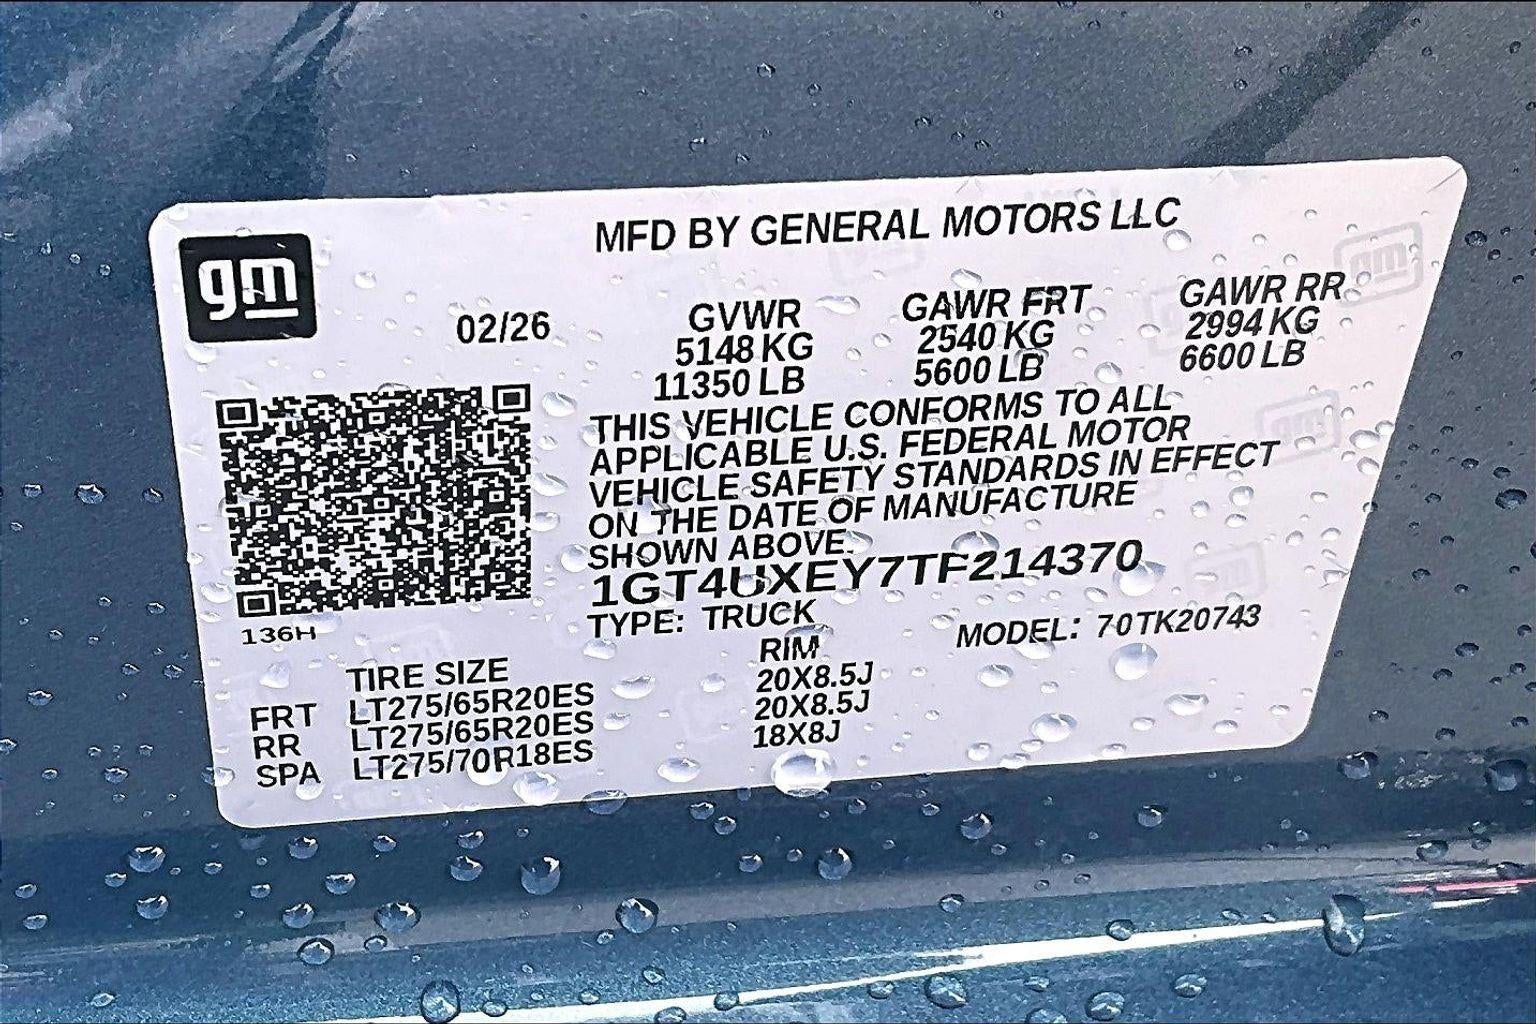 gm
MFD BY GENERAL MOTORS LLC
02/26
GVWR
5148 KG
11350 LB
GAWR FRT
2540 KG
5600 LB
GAWR RR
2994 KG
6600 LB
THIS VEHICLE CONFORMS TO ALL
APPLICABLE U.S. FEDERAL MOTOR
VEHICLE SAFETY STANDARDS IN EFFECT
ON THE DATE OF MANUFACTURE
SHOWN ABOVE.
1GT4UXEY7TF214370
TYPE: TRUCK
MODEL: 70TK20743
136H
TIRE SIZE RIM
FRT LT275/65R20ES 20X8.5J
RR LT275/65R20ES 20X8.5J
SPA LT275/70R18ES 18X8J